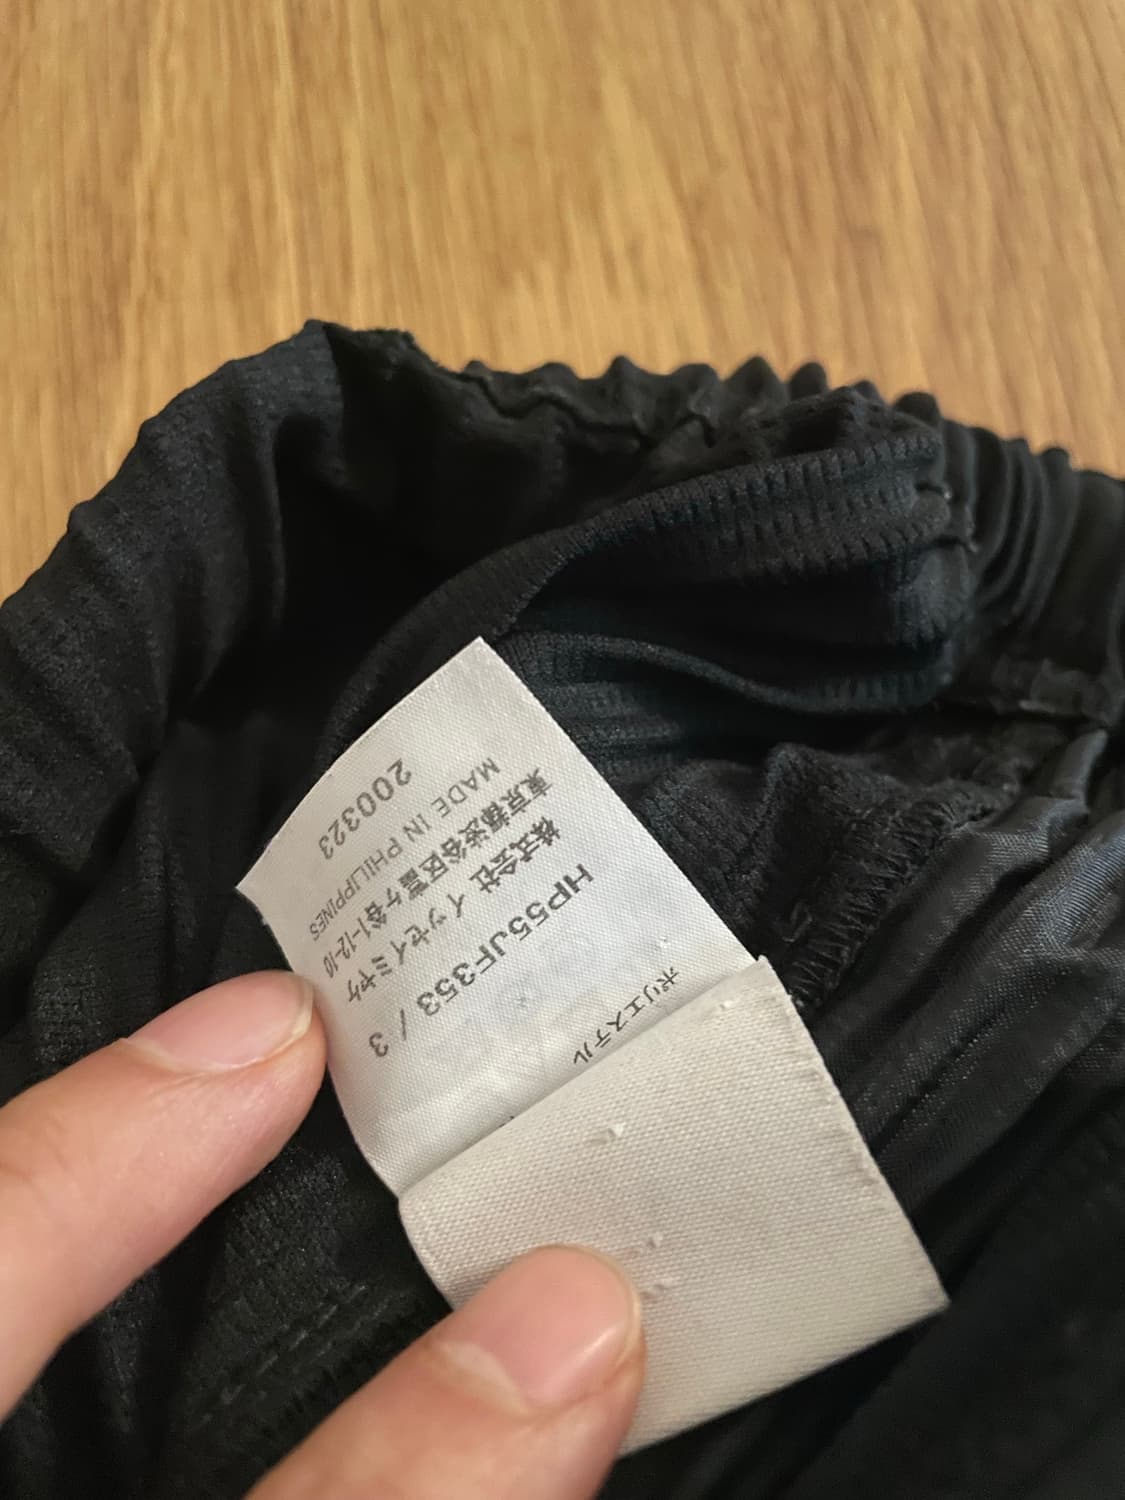 ポリエステル
HP55JF353 / 3
株式会社 イッセイミヤケ
東京都渋谷区富ヶ谷1-12-10
MADE IN PHILIPPINES
200323